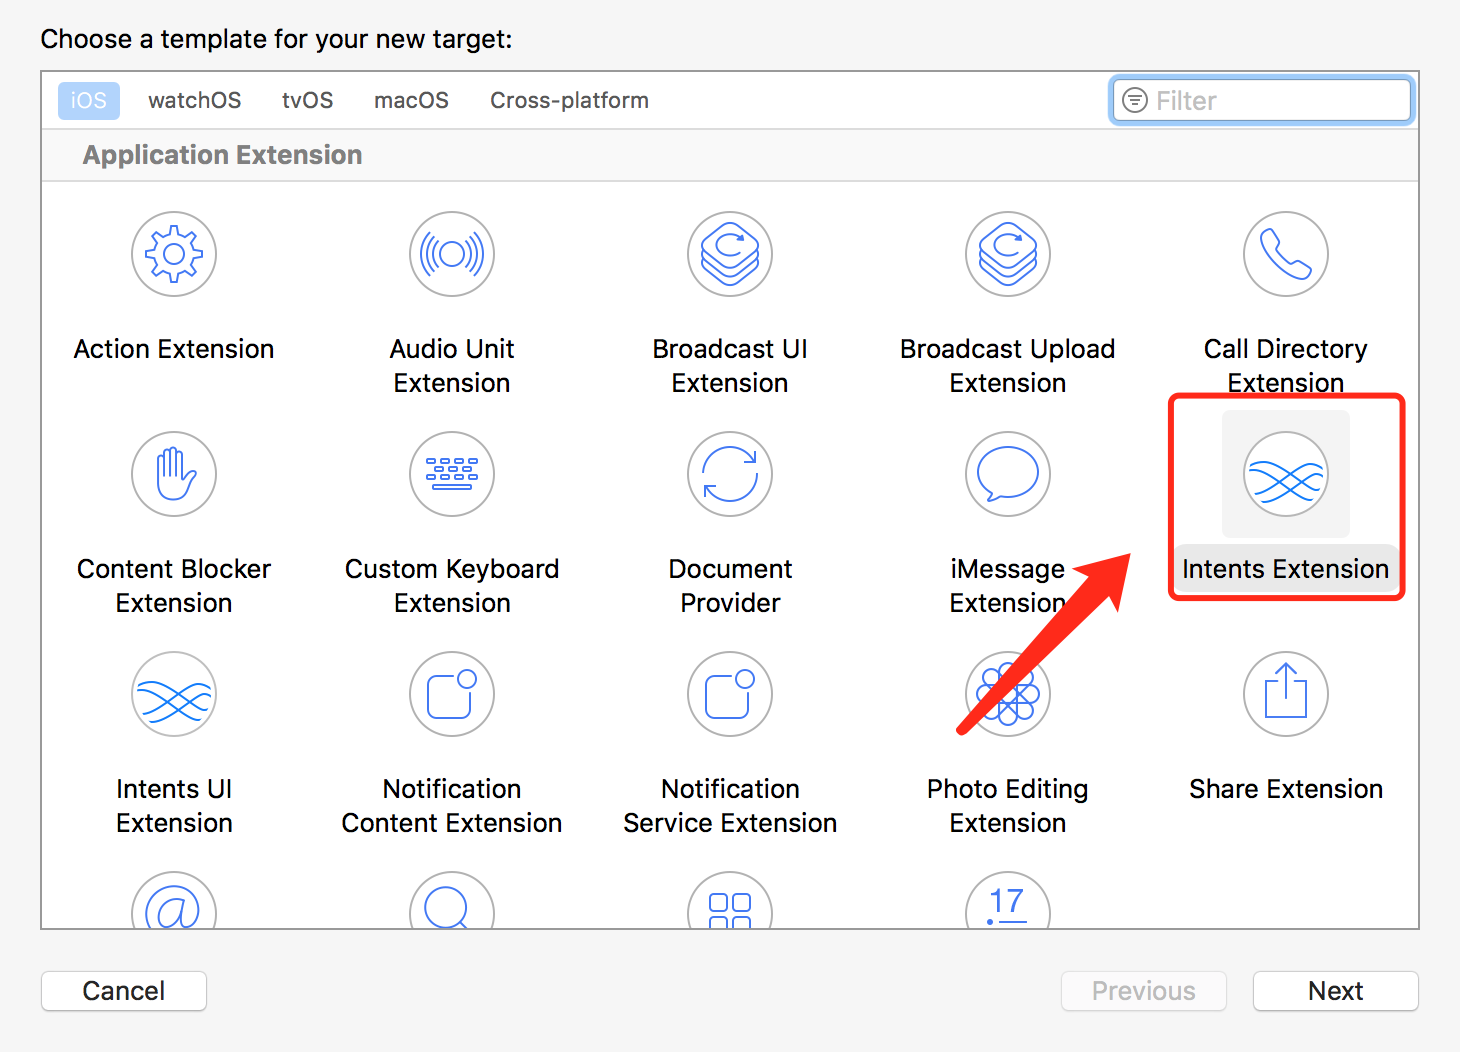 Choose a template for your new target:
iOS watchOS tvOS macOS Cross-platform Filter
Application Extension
Action Extension
Audio Unit
Extension
Broadcast UI
Extension
Broadcast Upload
Extension
Call Directory
Extension
Content Blocker
Extension
Custom Keyboard
Extension
Document
Provider
iMessage
Extension
Intents Extension
Intents UI
Extension
Notification
Content Extension
Notification
Service Extension
Photo Editing
Extension
Share Extension
@
17
Cancel
Previous
Next